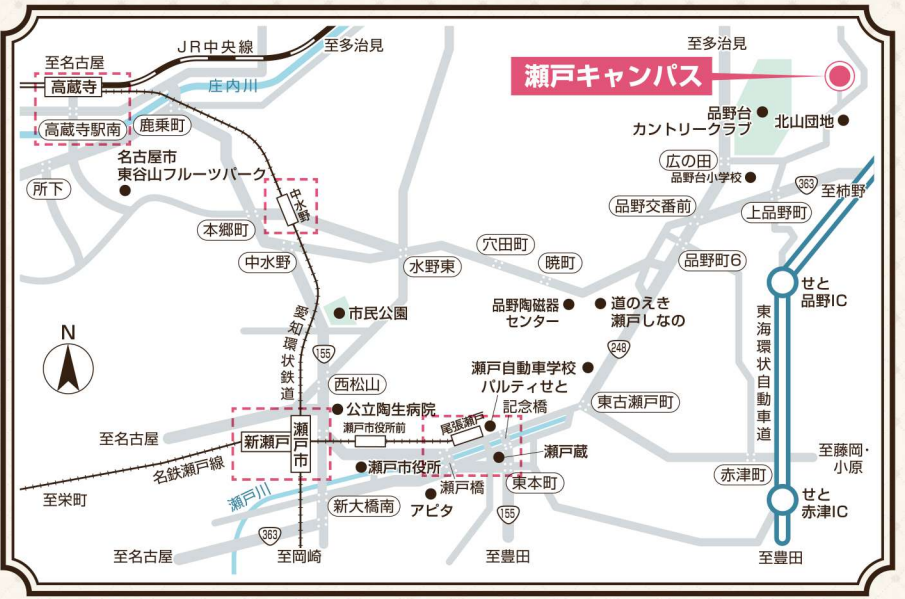 JR中央線
至多治見
至多治見
至名古屋
高蔵寺
庄内川
瀬戸キャンパス
高蔵寺駅南
鹿乗町
品野台
カントリークラブ
北山団地
名古屋市
東谷山フルーツパーク
広の田
品野台小学校
363
至柿野
所下
中水野
品野交番前
上品野町
本郷町
中水野
水野東
穴田町
暁町
品野町6
せと
品野IC
市民公園
品野陶磁器
センター
道のえき
瀬戸しなの
N
愛知環状鉄道
155
248
東海環状自動車道
西松山
瀬戸自動車学校
パルティせと
記念橋
東古瀬戸町
公立陶生病院
瀬戸市役所前
尾張瀬戸
至名古屋
新瀬戸
瀬戸市
名鉄瀬戸線
瀬戸市役所
瀬戸蔵
至藤岡・
小原
赤津町
至栄町
瀬戸川
新大橋南
アピタ
瀬戸橋
東本町
155
せと
赤津IC
363
至名古屋
至岡崎
至豊田
至豊田